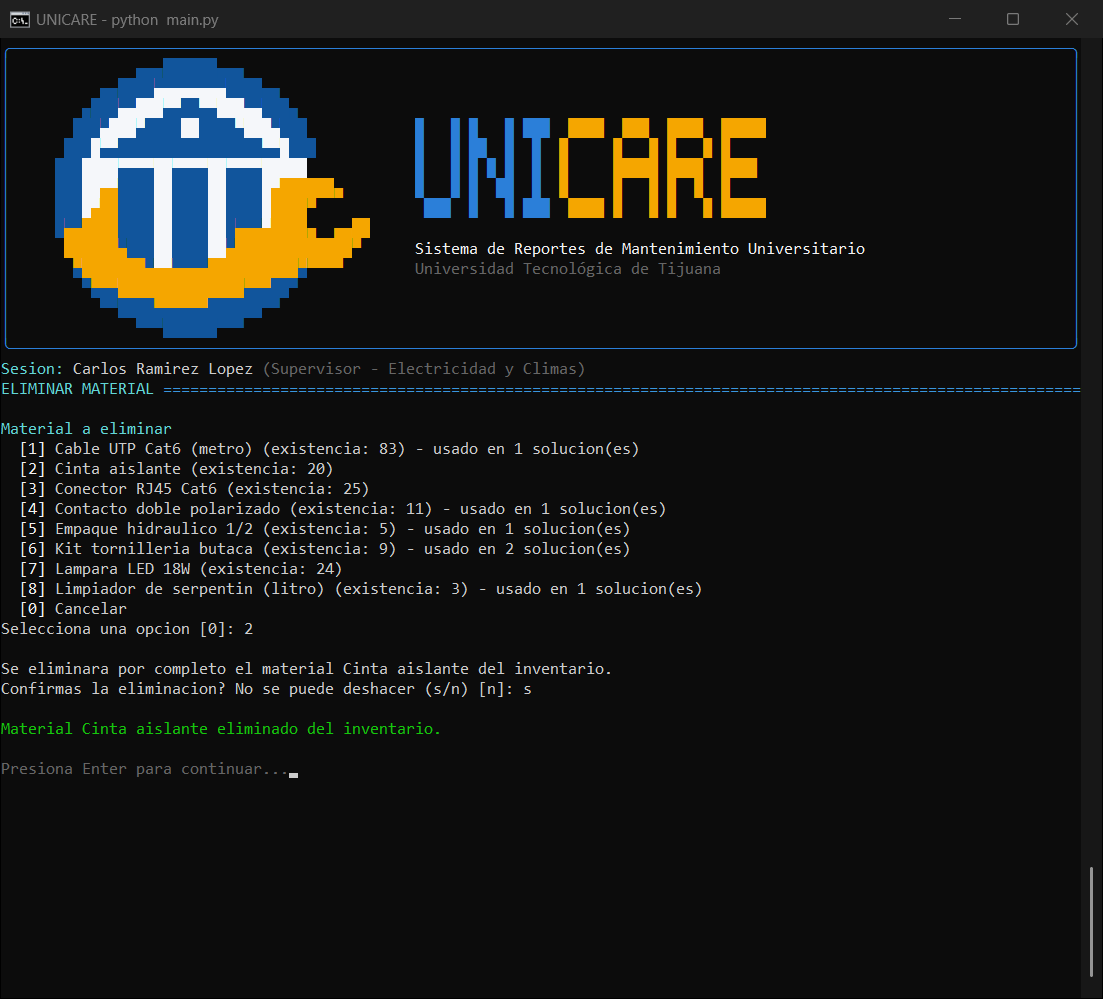 UNICARE - python  main.py
UNICARE
Sistema de Reportes de Mantenimiento Universitario
Universidad Tecnológica de Tijuana
Sesion: Carlos Ramirez Lopez (Supervisor - Electricidad y Climas)
ELIMINAR MATERIAL ======================================================================================================
Material a eliminar
[1] Cable UTP Cat6 (metro) (existencia: 83) - usado en 1 solucion(es)
[2] Cinta aislante (existencia: 20)
[3] Conector RJ45 Cat6 (existencia: 25)
[4] Contacto doble polarizado (existencia: 11) - usado en 1 solucion(es)
[5] Empaque hidraulico 1/2 (existencia: 5) - usado en 1 solucion(es)
[6] Kit tornilleria butaca (existencia: 9) - usado en 2 solucion(es)
[7] Lampara LED 18W (existencia: 24)
[8] Limpiador de serpentin (litro) (existencia: 3) - usado en 1 solucion(es)
[0] Cancelar
Selecciona una opcion [0]: 2
Se eliminara por completo el material Cinta aislante del inventario.
Confirmas la eliminacion? No se puede deshacer (s/n) [n]: s
Material Cinta aislante eliminado del inventario.
Presiona Enter para continuar...